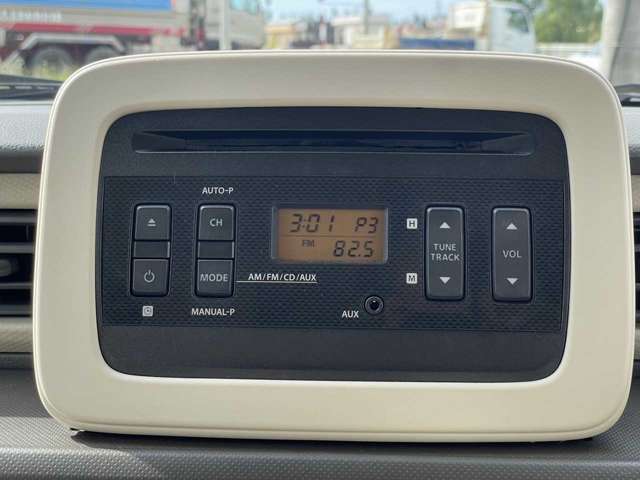 AUTO-P
CH
MODE
MANUAL-P
C
3:01 P3
FM 82.5
AM/FM/CD/AUX
AUX
H
M
TUNE
TRACK
VOL